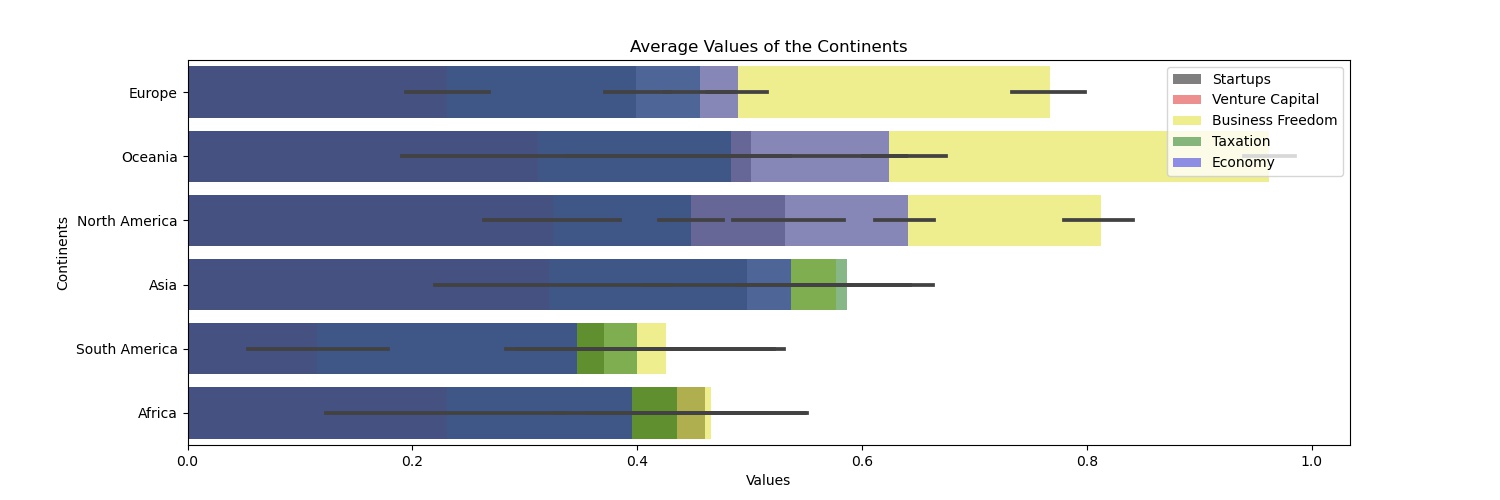 Average Values of the Continents
Continents
Europe
Oceania
North America
Asia
South America
Africa
Startups
Venture Capital
Business Freedom
Taxation
Economy
0.0 0.2 0.4 0.6 0.8 1.0
Values